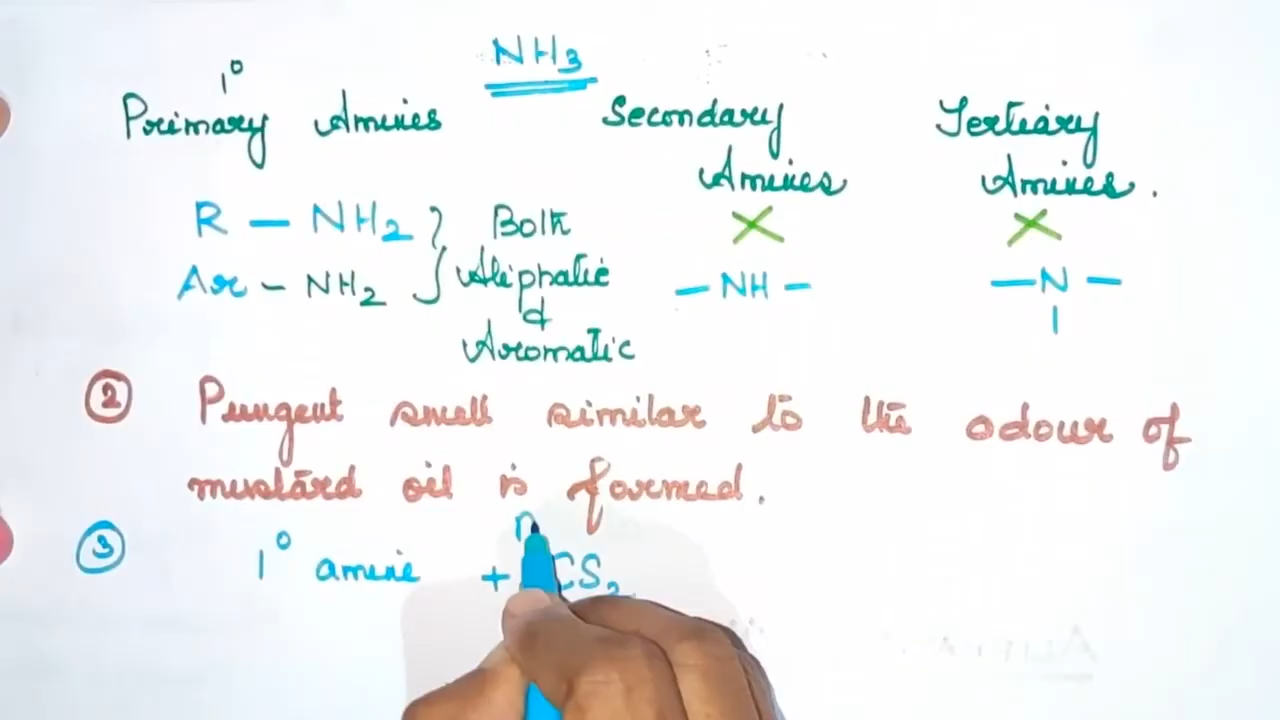 NH3
1°
Primary Amines
Secondary Amines
Tertiary Amines.
R — NH2
Ar — NH2
Both Aliphatic & Aromatic
X
— NH —
X
— N —
|
② Pungent smell similar to the odour of
mustard oil is formed.
③ 1° amine + CS2